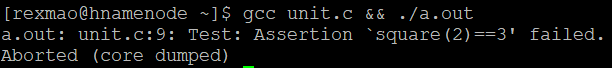 [rexmao@hnamenode ~]$ gcc unit.c && ./a.out
a.out: unit.c:9: Test: Assertion `square(2)==3' failed.
Aborted (core dumped)